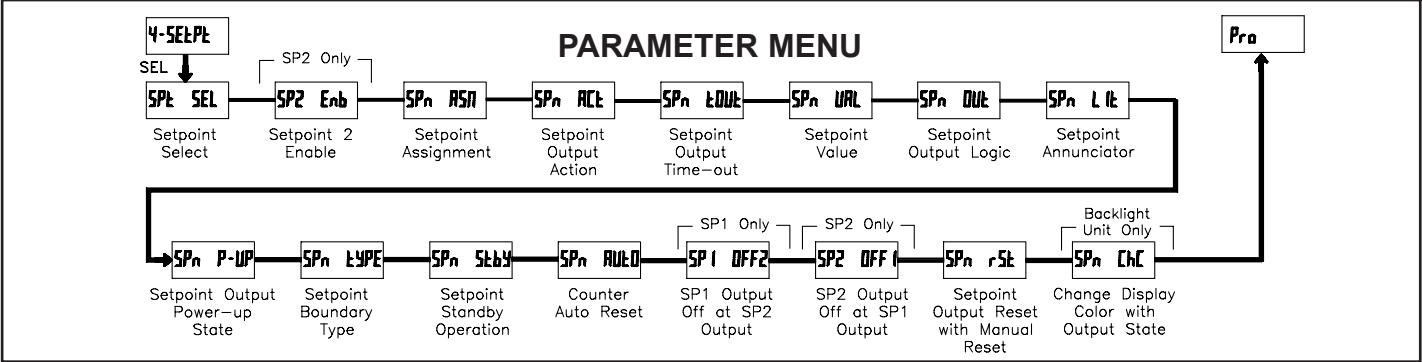 PARAMETER MENU
4-SEtPt
Pro
SEL
SP2 Only
SPt SEL
SP2 Enb
SPn ASN
SPn ACt
SPn tOUt
SPn VAL
SPn OUt
SPn LIt
Setpoint
Select
Setpoint 2
Enable
Setpoint
Assignment
Setpoint
Output
Action
Setpoint
Output
Time-out
Setpoint
Value
Setpoint
Output Logic
Setpoint
Annunciator
SP1 Only
SP2 Only
Backlight
Unit Only
SPn P-UP
SPn tYPE
SPn StbY
SPn AUtO
SP1 OFF2
SP2 OFF1
SPn rSt
SPn ChC
Setpoint Output
Power-up
State
Setpoint
Boundary
Type
Setpoint
Standby
Operation
Counter
Auto Reset
SP1 Output
Off at SP2
Output
SP2 Output
Off at SP1
Output
Setpoint
Output Reset
with Manual
Reset
Change Display
Color with
Output State